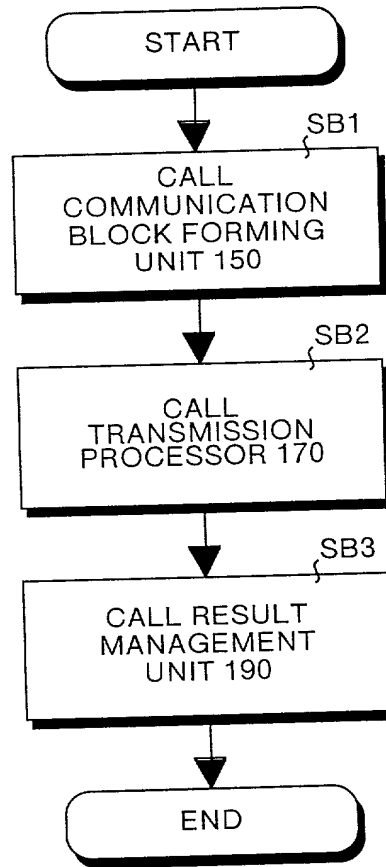 START
SB1
CALL
COMMUNICATION
BLOCK FORMING
UNIT 150
SB2
CALL
TRANSMISSION
PROCESSOR 170
SB3
CALL RESULT
MANAGEMENT
UNIT 190
END